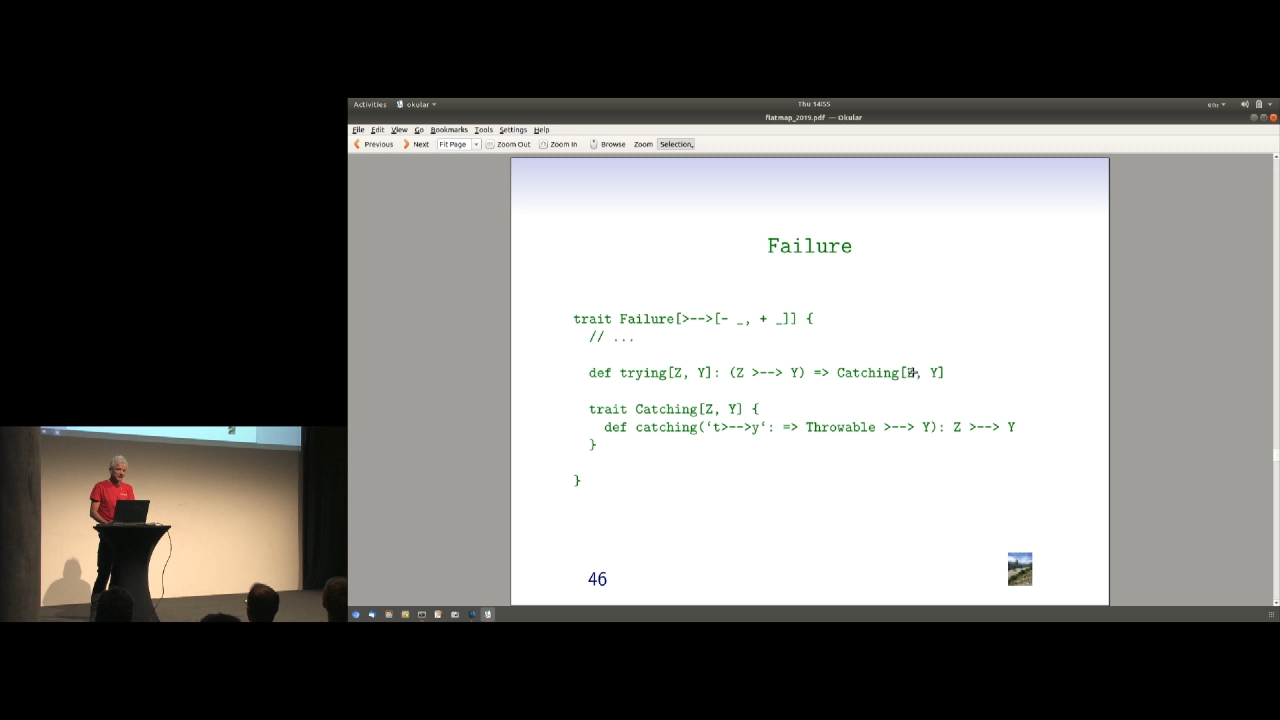 Activities okular Thu 14:55 en₁
flatmap_2019.pdf — Okular
File Edit View Go Bookmarks Tools Settings Help
Previous Next Fit Page Zoom Out Zoom In Browse Zoom Selection
Failure
trait Failure[>-->[- _, + _]] {
// ...
def trying[Z, Y]: (Z >--> Y) => Catching[Z, Y]
trait Catching[Z, Y] {
def catching(`t>-->y`: => Throwable >--> Y): Z >--> Y
}
}
46